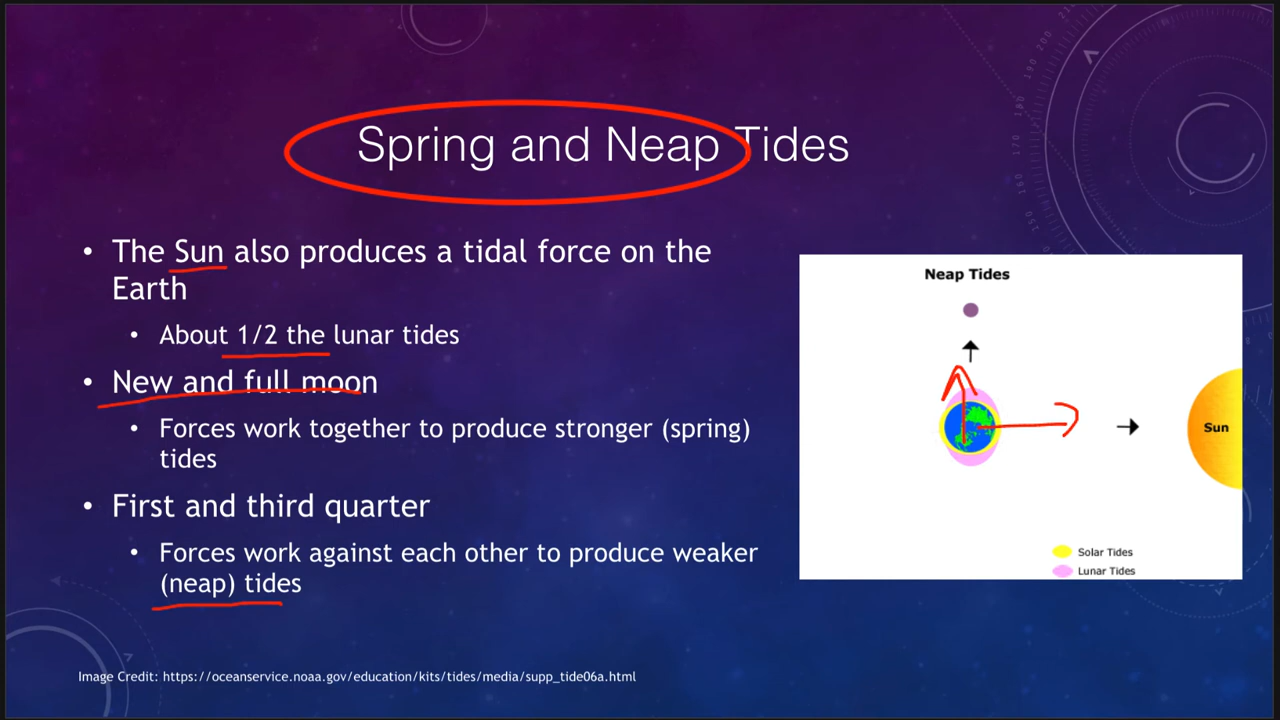 Spring and Neap Tides
• The Sun also produces a tidal force on the
Earth
• About 1/2 the lunar tides
• New and full moon
• Forces work together to produce stronger (spring)
tides
• First and third quarter
• Forces work against each other to produce weaker
(neap) tides
Neap Tides
Sun
Solar Tides
Lunar Tides
Image Credit: https://oceanservice.noaa.gov/education/kits/tides/media/supp_tide06a.html